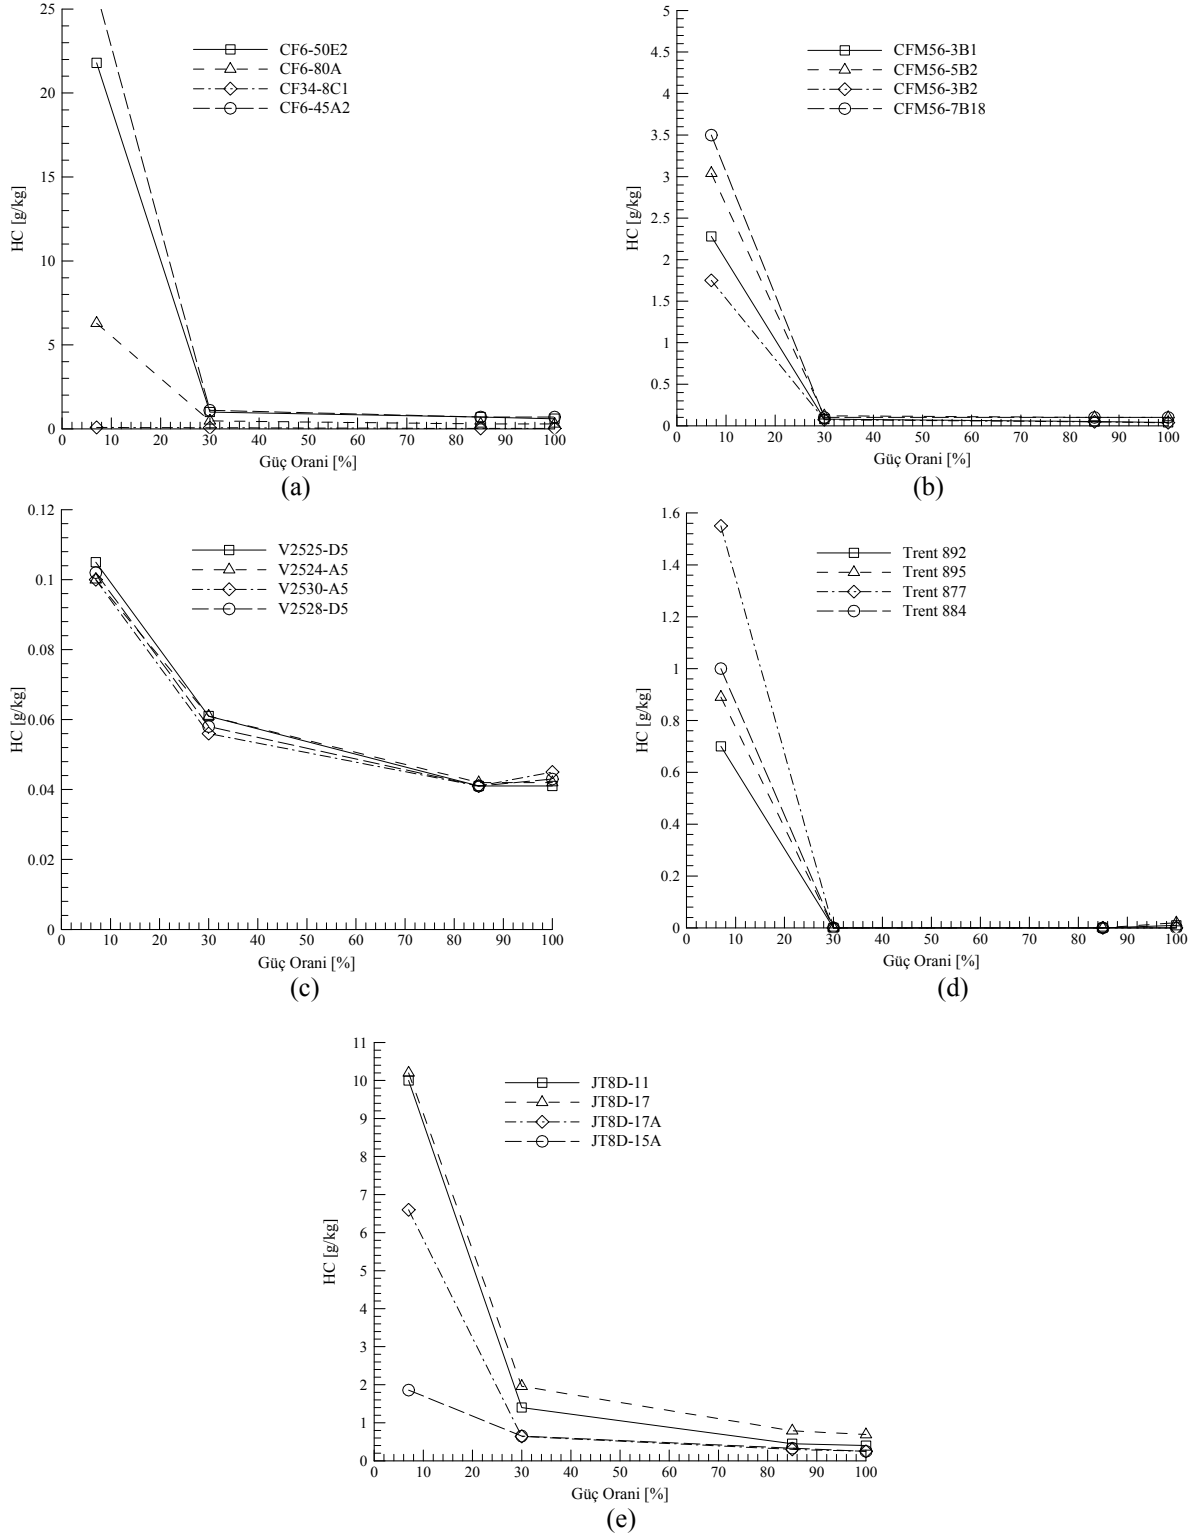 HC [g/kg]
25
20
15
10
5
0
CF6-50E2
CF6-80A
CF34-8C1
CF6-45A2
0 10 20 30 40 50 60 70 80 90 100
Güç Orani [%]
(a)
HC [g/kg]
5
4.5
4
3.5
3
2.5
2
1.5
1
0.5
0
CFM56-3B1
CFM56-5B2
CFM56-3B2
CFM56-7B18
0 10 20 30 40 50 60 70 80 90 100
Güç Orani [%]
(b)
HC [g/kg]
0.12
0.1
0.08
0.06
0.04
0.02
0
V2525-D5
V2524-A5
V2530-A5
V2528-D5
0 10 20 30 40 50 60 70 80 90 100
Güç Orani [%]
(c)
HC [g/kg]
1.6
1.4
1.2
1
0.8
0.6
0.4
0.2
0
Trent 892
Trent 895
Trent 877
Trent 884
0 10 20 30 40 50 60 70 80 90 100
Güç Orani [%]
(d)
HC [g/kg]
11
10
9
8
7
6
5
4
3
2
1
0
JT8D-11
JT8D-17
JT8D-17A
JT8D-15A
0 10 20 30 40 50 60 70 80 90 100
Güç Orani [%]
(e)